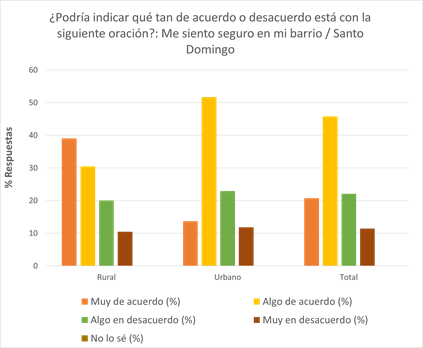 ¿Podría indicar qué tan de acuerdo o desacuerdo está con la
siguiente oración?: Me siento seguro en mi barrio / Santo
Domingo
60
50
40
30
20
10
0
% Respuestas
Rural
Urbano
Total
Muy de acuerdo (%)
Algo de acuerdo (%)
Algo en desacuerdo (%)
Muy en desacuerdo (%)
No lo sé (%)